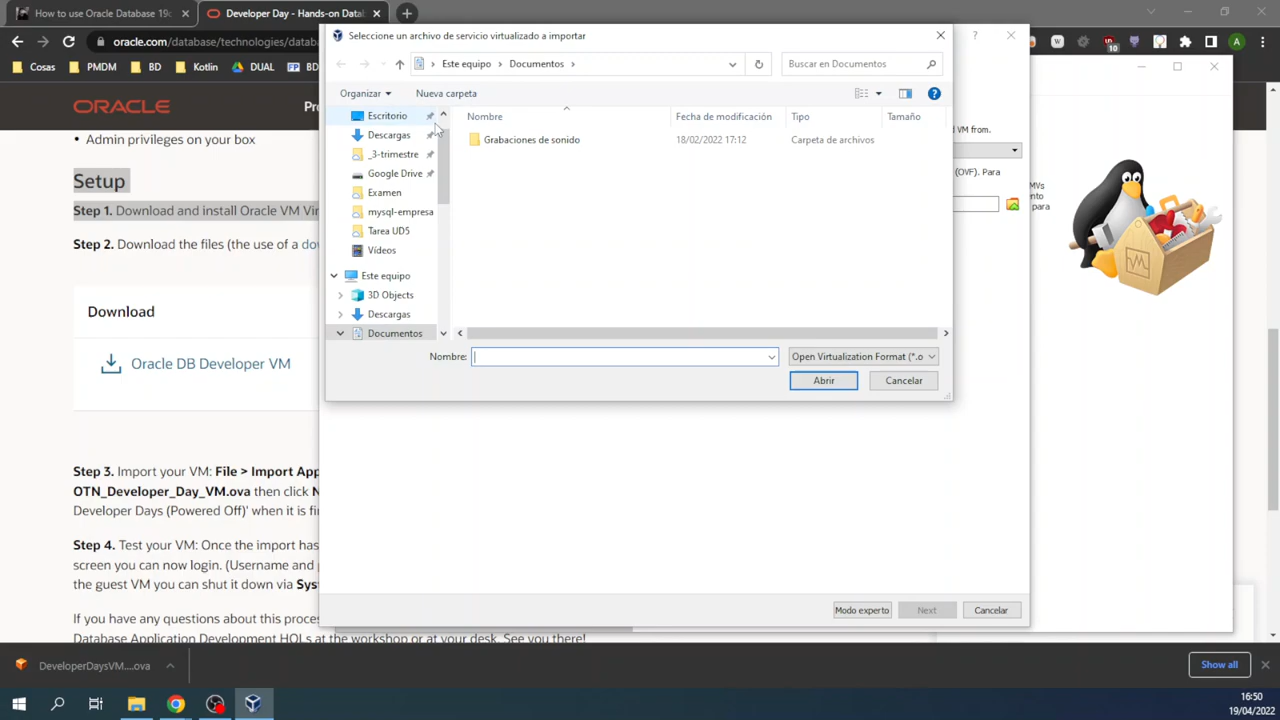 How to use Oracle Database 19c
Developer Day - Hands-on Datab
oracle.com/database/technologies/databa
10
A
Cosas
PMDM
BD
Kotlin
DUAL
BD
ORACLE
Pr
• Admin privileges on your box
Setup
Step 1. Download and install Oracle VM Vir
Step 2. Download the files (the use of a dow
Download
Oracle DB Developer VM
Step 3. Import your VM: File > Import App
OTN_Developer_Day_VM.ova then click N
Developer Days (Powered Off)' when it is fi
Step 4. Test your VM: Once the import has
screen you can now login. (Username and p
the guest VM you can shut it down via Sys
If you have any questions about this proces
Database Application Development HOLs at the workshop or at your desk. See you there!
Seleccione un archivo de servicio virtualizado a importar
Este equipo
Documentos
Buscar en Documentos
Organizar
Nueva carpeta
Nombre
Fecha de modificación
Tipo
Tamaño
Grabaciones de sonido
18/02/2022 17:12
Carpeta de archivos
Escritorio
Descargas
_3-trimestre
Google Drive
Examen
mysql-empresa
Tarea UD5
Vídeos
Este equipo
3D Objects
Descargas
Documentos
Nombre:
Open Virtualization Format (*.o
Abrir
Cancelar
VM from.
(OVF). Para
MVs
nto
para
Modo experto
Next
Cancelar
DeveloperDaysVM....ova
Show all
16:50
19/04/2022